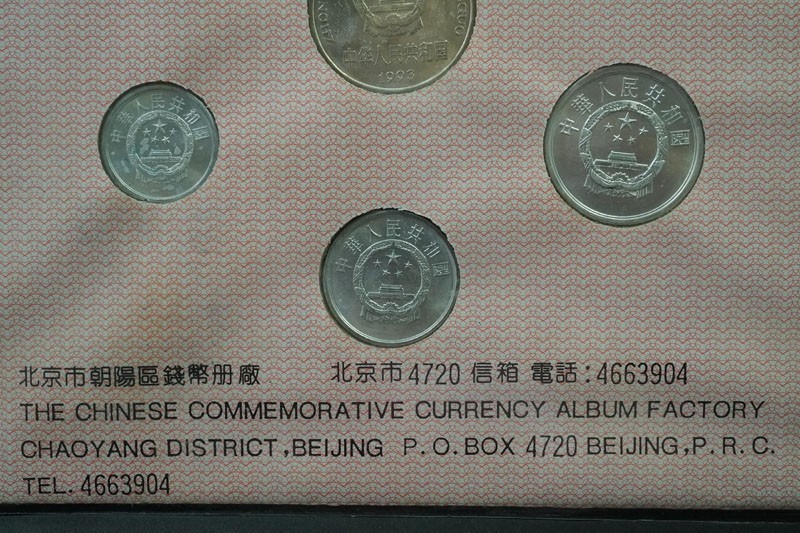 中华人民共和国
1993
中華人民共和國
中華人民共和國
中華人民共和國
北京市朝陽區錢幣册廠 北京市4720信箱 電話:4663904
THE CHINESE COMMEMORATIVE CURRENCY ALBUM FACTORY
CHAOYANG DISTRICT,BEIJING P.O.BOX 4720 BEIJING,P.R.C.
TEL.4663904